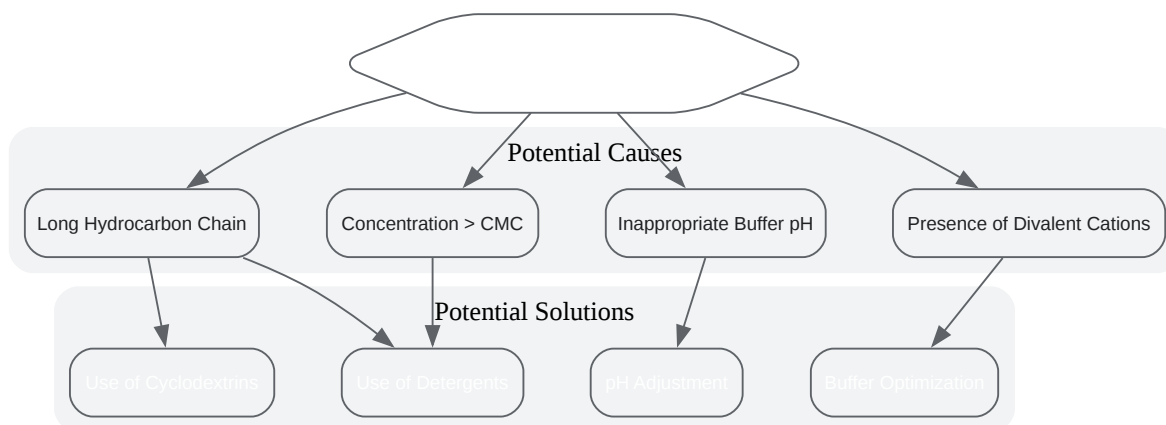 Potential Causes
Long Hydrocarbon Chain
Concentration > CMC
Inappropriate Buffer pH
Presence of Divalent Cations
Potential Solutions
Use of Cyclodextrins
Use of Detergents
pH Adjustment
Buffer Optimization